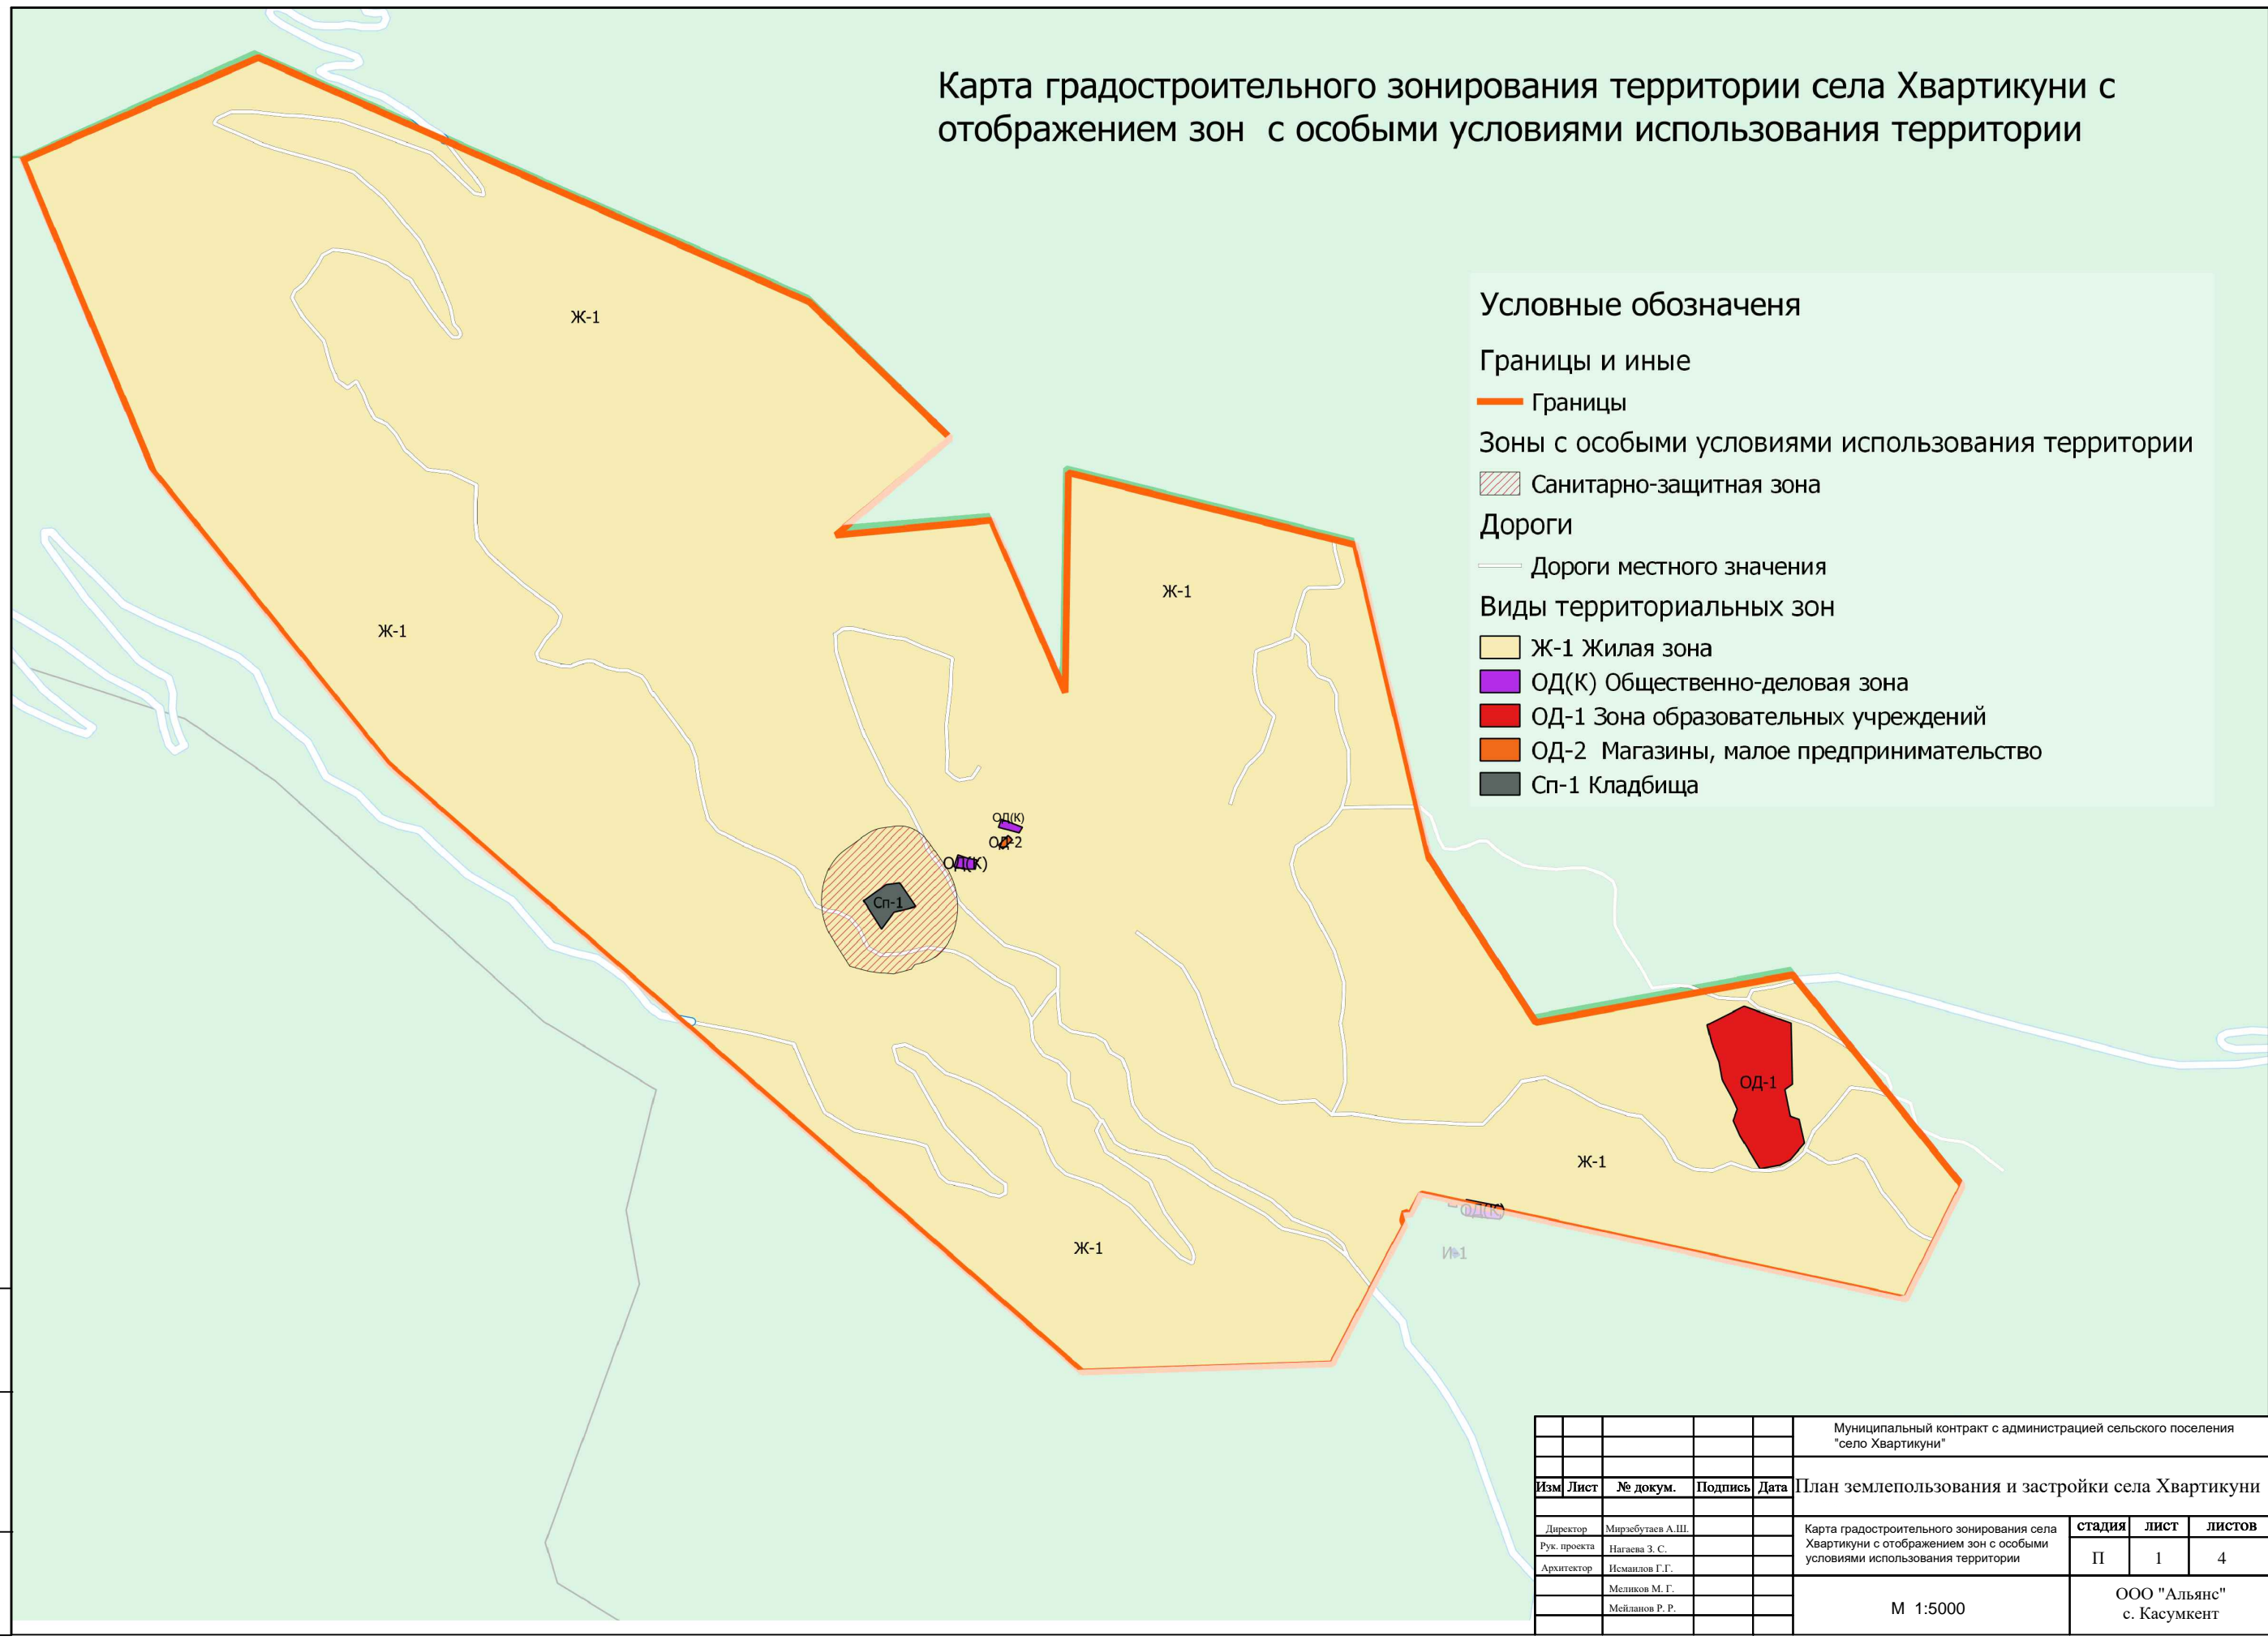 Карта градостроительного зонирования территории села Хвартикуни с
отображением зон с особыми условиями использования территории
Ж-1
Ж-1
Ж-1
Условные обозначеня
Границы и иные
Границы
Зоны с особыми условиями использования территории
Санитарно-защитная зона
Дороги
Дороги местного значения
Виды территориальных зон
Ж-1 Жилая зона
ОД(К) Общественно-деловая зона
ОД-1 Зона образовательных учреждений
ОД-2 Магазины, малое предпринимательство
Сп-1 Кладбища
ОД(К)
ОД-2
ОД(К)
Сп-1
ОД-1
Ж-1
ОД(К)
Ж-1
И-1
Муниципальный контракт с администрацией сельского поселения
"село Хвартикуни"
Изм Лист № докум. Подпись Дата
План землепользования и застройки села Хвартикуни
Директор Мирзебутаев А.Ш.
Рук. проекта Нагаева З. С.
Архитектор Исмаилов Г.Г.
Меликов М. Г.
Мейланов Р. Р.
Карта градостроительного зонирования села
Хвартикуни с отображением зон с особыми
условиями использования территории
стадия лист листов
П 1 4
М 1:5000
ООО "Альянс"
с. Касумкент